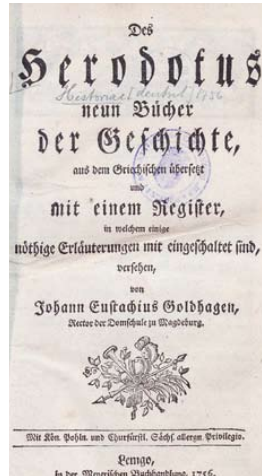 Des
Herodotus
neun Bücher
der Geschichte,
aus dem Griechischen übersetzt
und
mit einem Register,
in welchem einige
nöthige Erläuterungen mit eingeschaltet sind,
versehen,
von
Johann Eustachius Goldhagen,
Rector der Domschule zu Magdeburg.
Mit Kön. Pohln. und Churfürstl. Sächs. allergn. Privilegio.
Lemgo,
in der Meyerischen Buchhandlung, 1756.